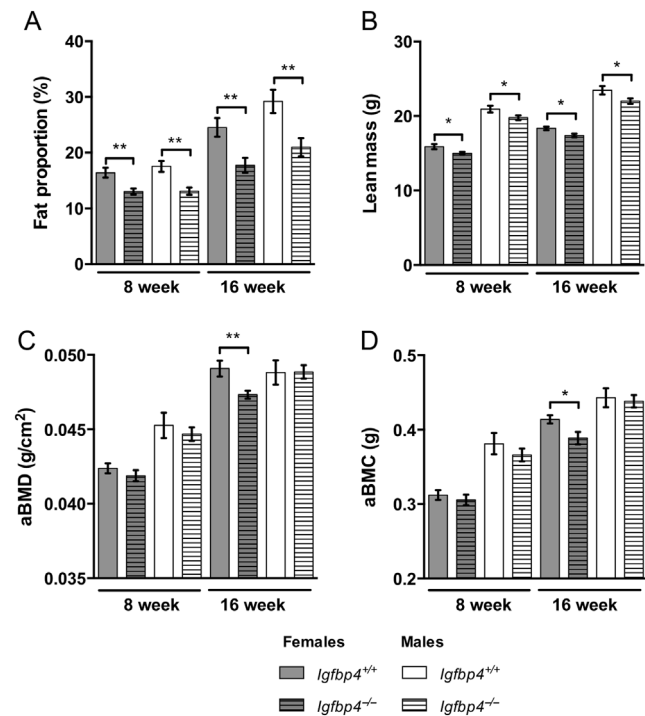 A
Fat proportion (%)
40
30
20
10
0
** ** ** **
8 week 16 week
B
Lean mass (g)
30
20
10
0
* * * *
8 week 16 week
C
aBMD (g/cm²)
0.050
0.045
0.040
0.035
**
8 week 16 week
D
aBMC (g)
0.5
0.4
0.3
0.2
*
8 week 16 week
Females Males
Igfbp4+/+ Igfbp4+/+
Igfbp4–/– Igfbp4–/–